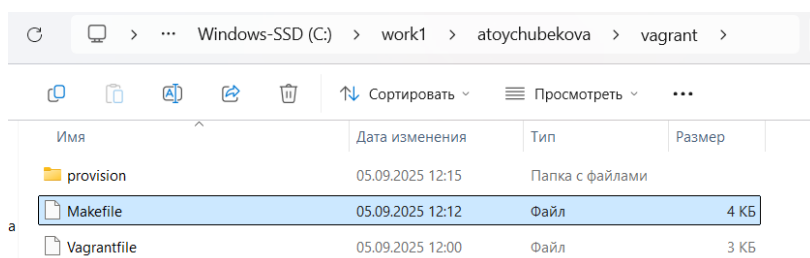 Windows-SSD (C:) > work1 > atoychubekova > vagrant >
Сортировать Просмотреть
Имя Дата изменения Тип Размер
provision 05.09.2025 12:15 Папка с файлами
Makefile 05.09.2025 12:12 Файл 4 КБ
а
Vagrantfile 05.09.2025 12:00 Файл 3 КБ